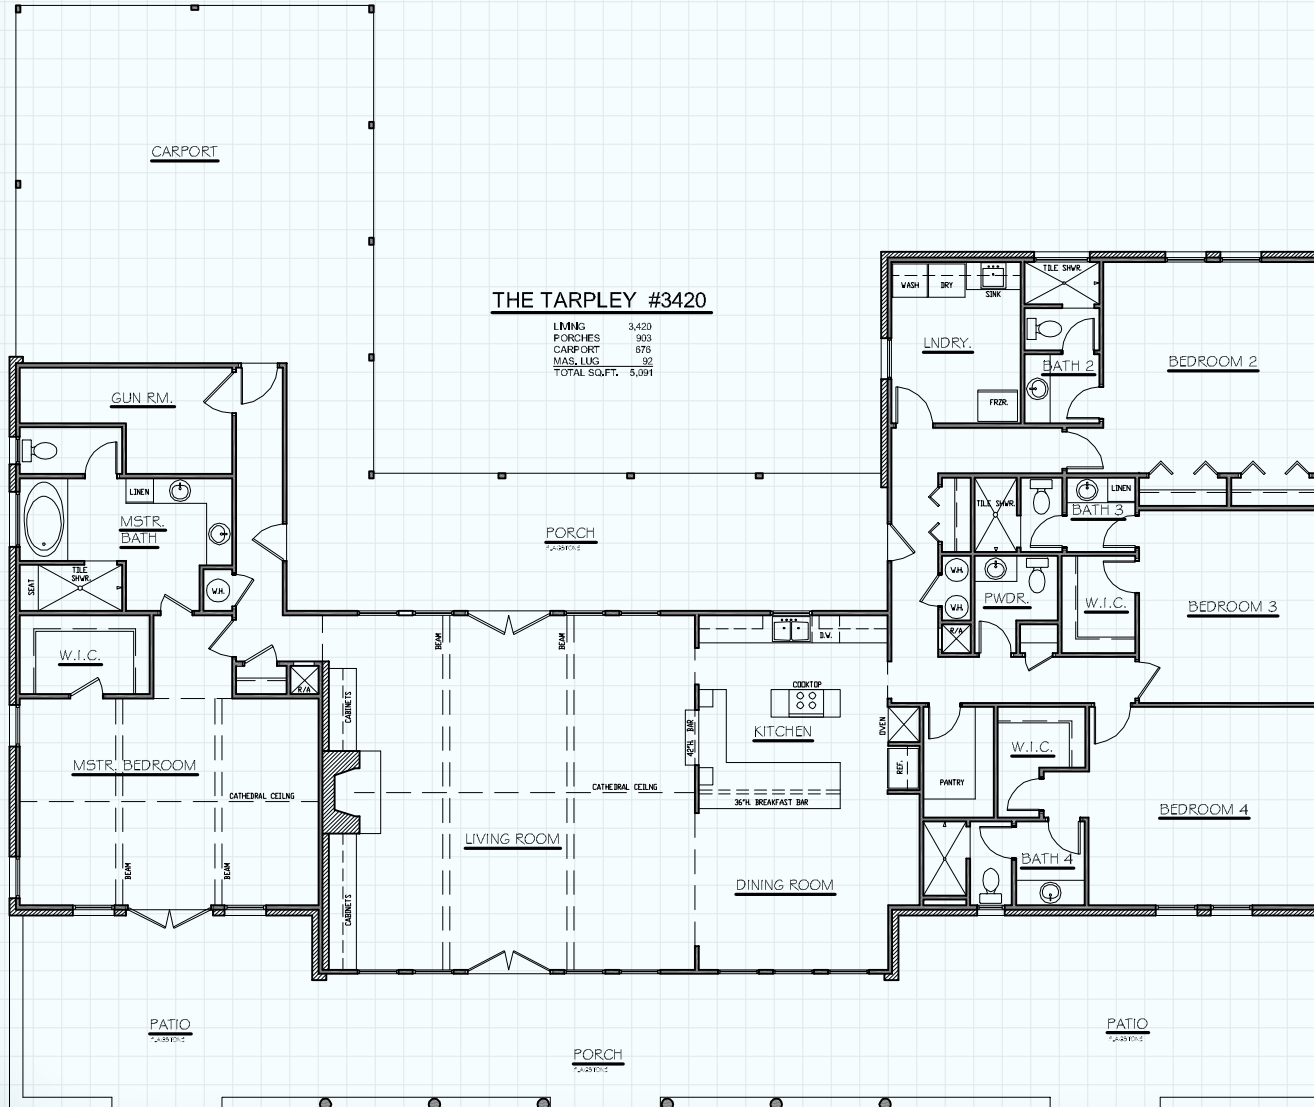 CARPORT
THE TARPLEY #3420
LIVING 3,420
PORCHES 903
CARPORT 676
MAS. LUG 92
TOTAL SQ.FT. 5,091
WASH
DRY
SINK
TILE SHWR.
LNDRY.
BATH 2
BEDROOM 2
FRZR.
GUN RM.
LINEN
MSTR.
BATH
TILE
SHWR.
SEAT
W.H.
PORCH
FLAGSTONE
TILE SHWR.
LINEN
BATH 3
W.H.
W.H.
PWDR.
W.I.C.
BEDROOM 3
R/A
W.I.C.
R/A
BEAM
BEAM
D.W.
CABINETS
COOKTOP
KITCHEN
42"H. BAR
OVEN
REF.
PANTRY
W.I.C.
MSTR. BEDROOM
CATHEDRAL CEILNG
CATHEDRAL CEILNG
36"H. BREAKFAST BAR
BEDROOM 4
LIVING ROOM
BEAM
BEAM
CABINETS
DINING ROOM
BATH 4
PATIO
FLAGSTONE
PORCH
FLAGSTONE
PATIO
FLAGSTONE